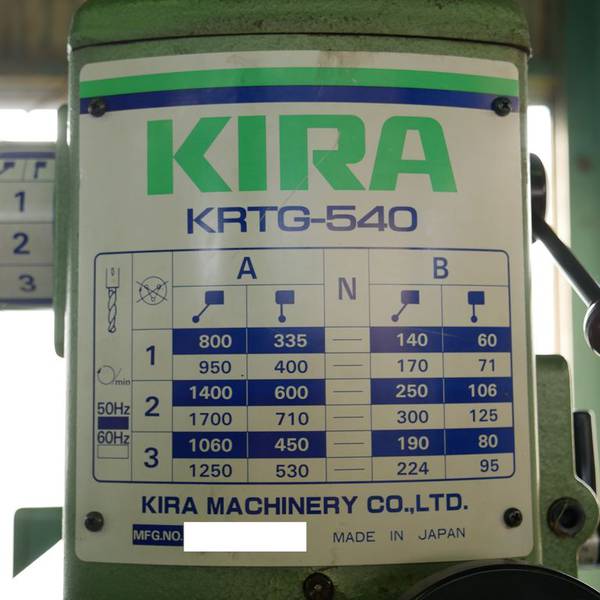 KIRA
KRTG-540
A N B
1 800 335 — 140 60
950 400 — 170 71
2 1400 600 — 250 106
1700 710 — 300 125
3 1060 450 — 190 80
1250 530 — 224 95
/min
50Hz
60Hz
KIRA MACHINERY CO.,LTD.
MFG.NO. MADE IN JAPAN
1
2
3